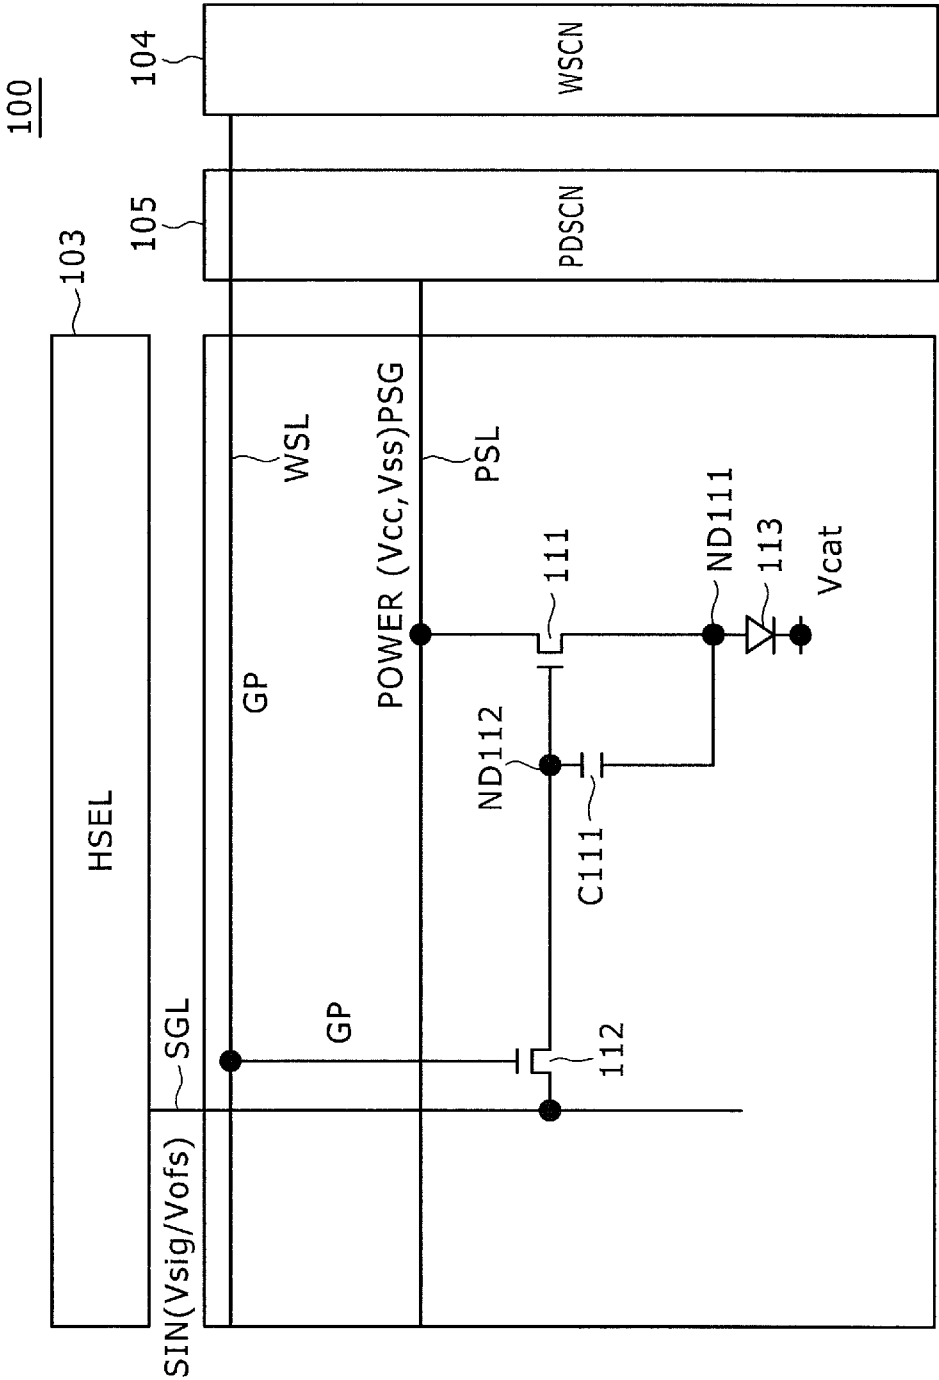 100
103
HSEL
105
104
SIN(Vsig/Vofs)
SGL
GP
WSL
GP
POWER (Vcc,Vss)PSG
ND112
PSL
111
PDSCN
WSCN
C111
112
ND111
113
Vcat